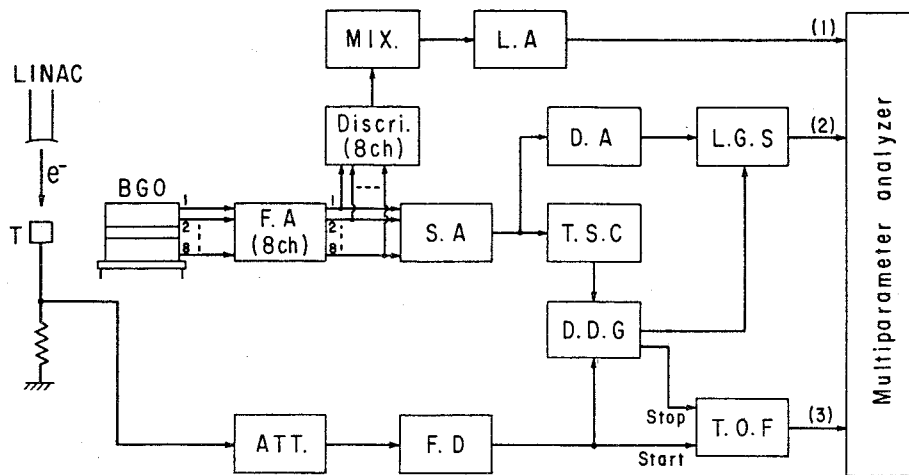 LINAC
e⁻
T
BGO
1
2
8
F.A
(8ch)
1
2
8
Discri.
(8ch)
MIX.
L.A
(1)
S.A
D.A
L.G.S
(2)
T.S.C
D.D.G
ATT.
F.D
Stop
Start
T.O.F
(3)
Multiparameter analyzer